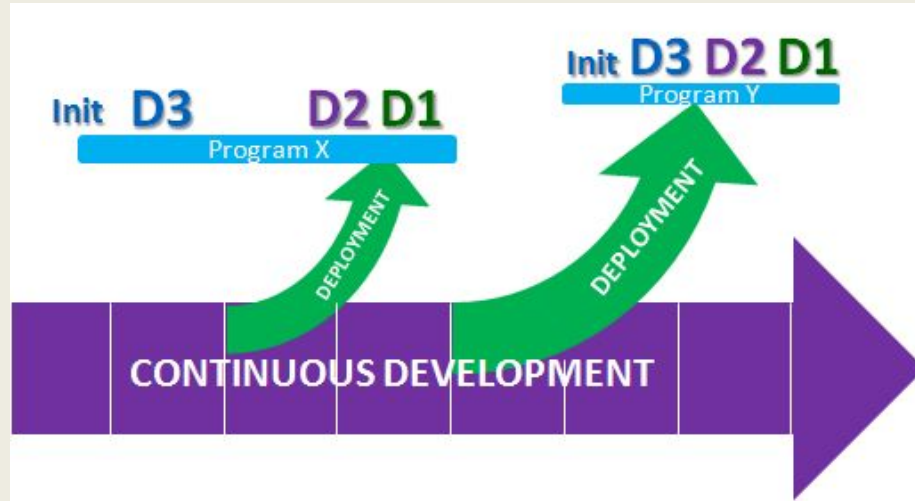 Init D3 D2 D1
Program X
Init D3 D2 D1
Program Y
DEPLOYMENT
DEPLOYMENT
CONTINUOUS DEVELOPMENT